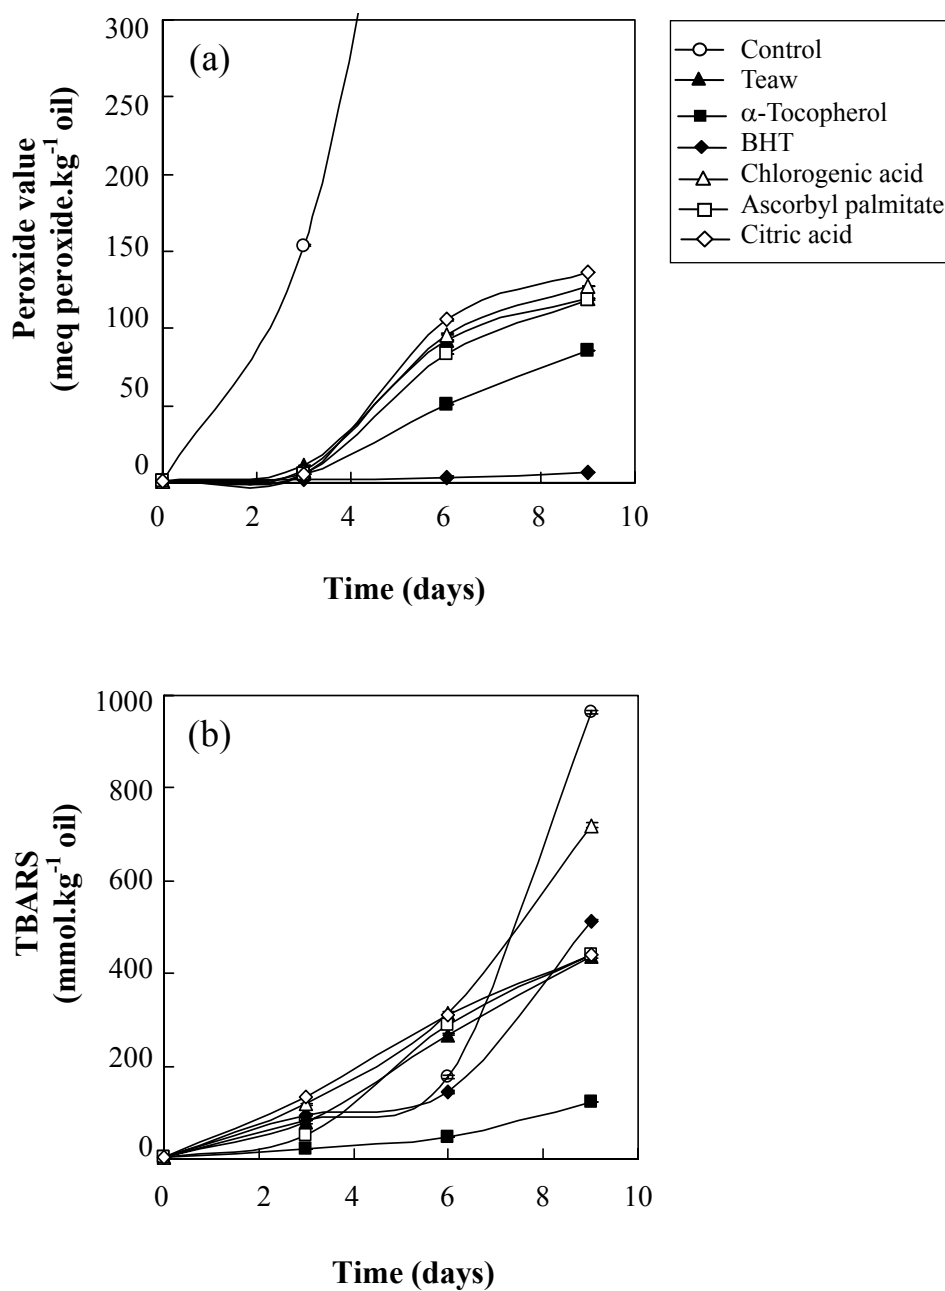 300
250
200
150
100
50
0
(a)
Peroxide value
(meq peroxide.kg⁻¹ oil)
0 2 4 6 8 10
Time (days)
Control
Teaw
α-Tocopherol
BHT
Chlorogenic acid
Ascorbyl palmitate
Citric acid
1000
800
600
400
200
0
(b)
TBARS
(mmol.kg⁻¹ oil)
0 2 4 6 8 10
Time (days)